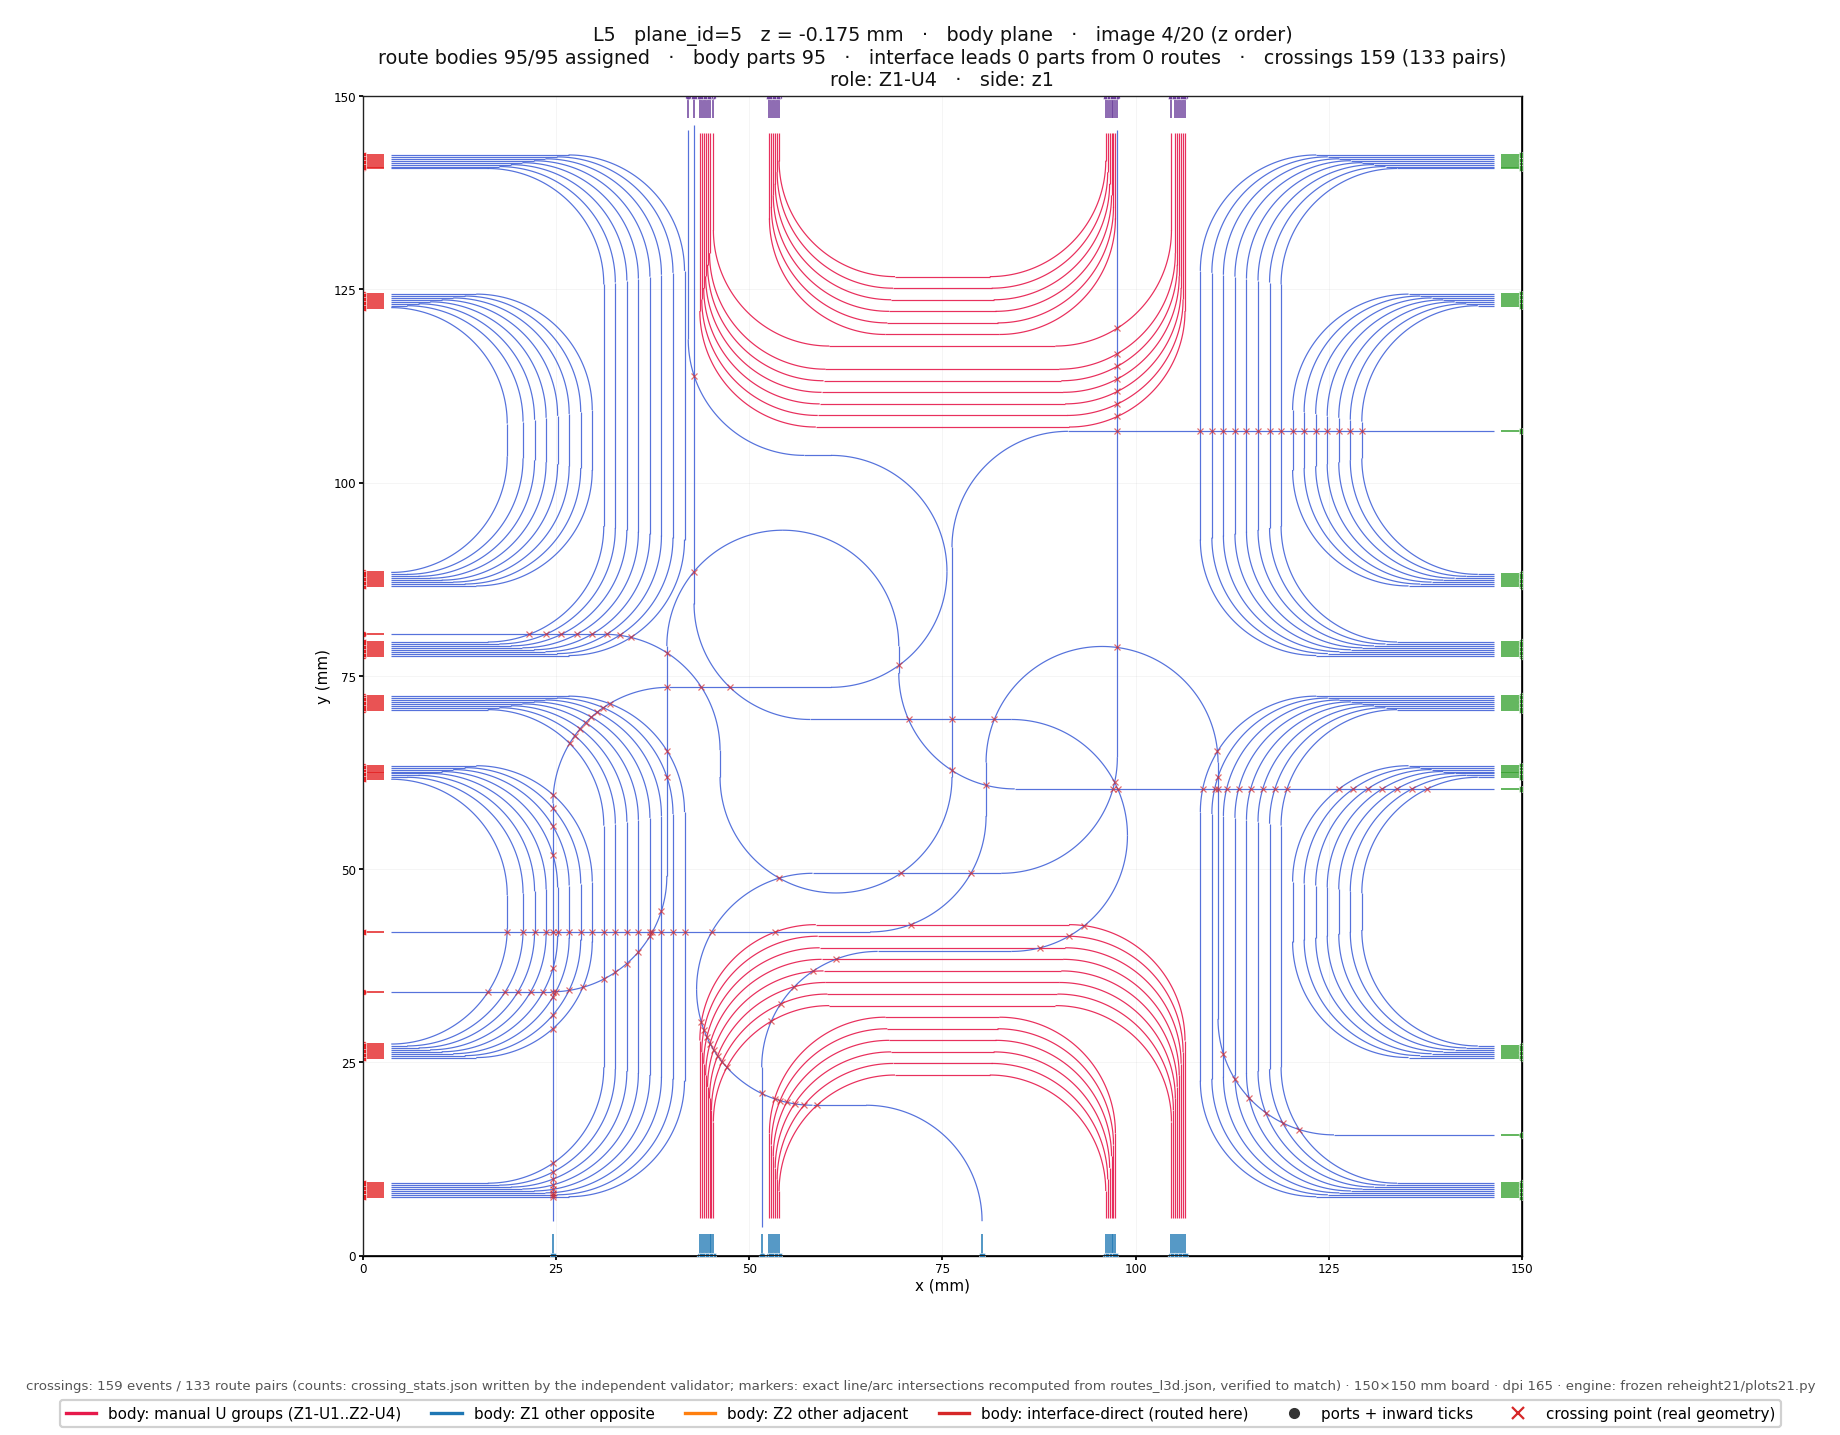 L5 plane_id=5 z = -0.175 mm · body plane · image 4/20 (z order)
route bodies 95/95 assigned · body parts 95 · interface leads 0 parts from 0 routes · crossings 159 (133 pairs)
role: Z1-U4 · side: z1
150
125
100
75
50
25
0
y (mm)
0 25 50 75 100 125 150
x (mm)
crossings: 159 events / 133 route pairs (counts: crossing_stats.json written by the independent validator; markers: exact line/arc intersections recomputed from routes_l3d.json, verified to match) · 150×150 mm board · dpi 165 · engine: frozen reheight21/plots21.py
body: manual U groups (Z1-U1..Z2-U4) body: Z1 other opposite body: Z2 other adjacent body: interface-direct (routed here) ports + inward ticks crossing point (real geometry)